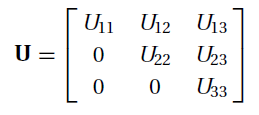 U₁₁ U₁₂ U₁₃
U = 0 U₂₂ U₂₃
0 0 U₃₃